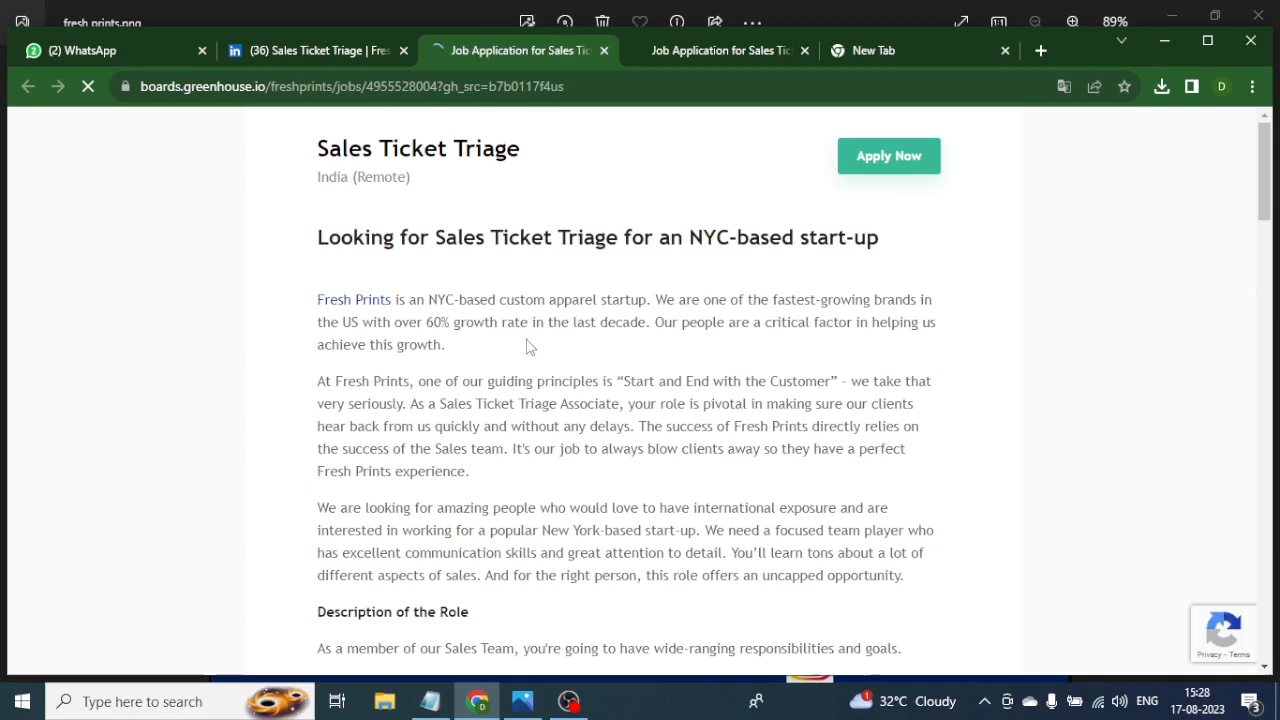 fresh prints.png
89%
(2) WhatsApp
(36) Sales Ticket Triage | Fres
Job Application for Sales Tic
Job Application for Sales Tic
New Tab
boards.greenhouse.io/freshprints/jobs/4955528004?gh_src=b7b0117f4us
D
Sales Ticket Triage
Apply Now
India (Remote)
Looking for Sales Ticket Triage for an NYC-based start-up
Fresh Prints is an NYC-based custom apparel startup. We are one of the fastest-growing brands in
the US with over 60% growth rate in the last decade. Our people are a critical factor in helping us
achieve this growth.
At Fresh Prints, one of our guiding principles is “Start and End with the Customer” - we take that
very seriously. As a Sales Ticket Triage Associate, your role is pivotal in making sure our clients
hear back from us quickly and without any delays. The success of Fresh Prints directly relies on
the success of the Sales team. It's our job to always blow clients away so they have a perfect
Fresh Prints experience.
We are looking for amazing people who would love to have international exposure and are
interested in working for a popular New York-based start-up. We need a focused team player who
has excellent communication skills and great attention to detail. You’ll learn tons about a lot of
different aspects of sales. And for the right person, this role offers an uncapped opportunity.
Description of the Role
As a member of our Sales Team, you're going to have wide-ranging responsibilities and goals.
Privacy - Terms
Type here to search
1
32°C Cloudy
ENG
15:28
17-08-2023
3